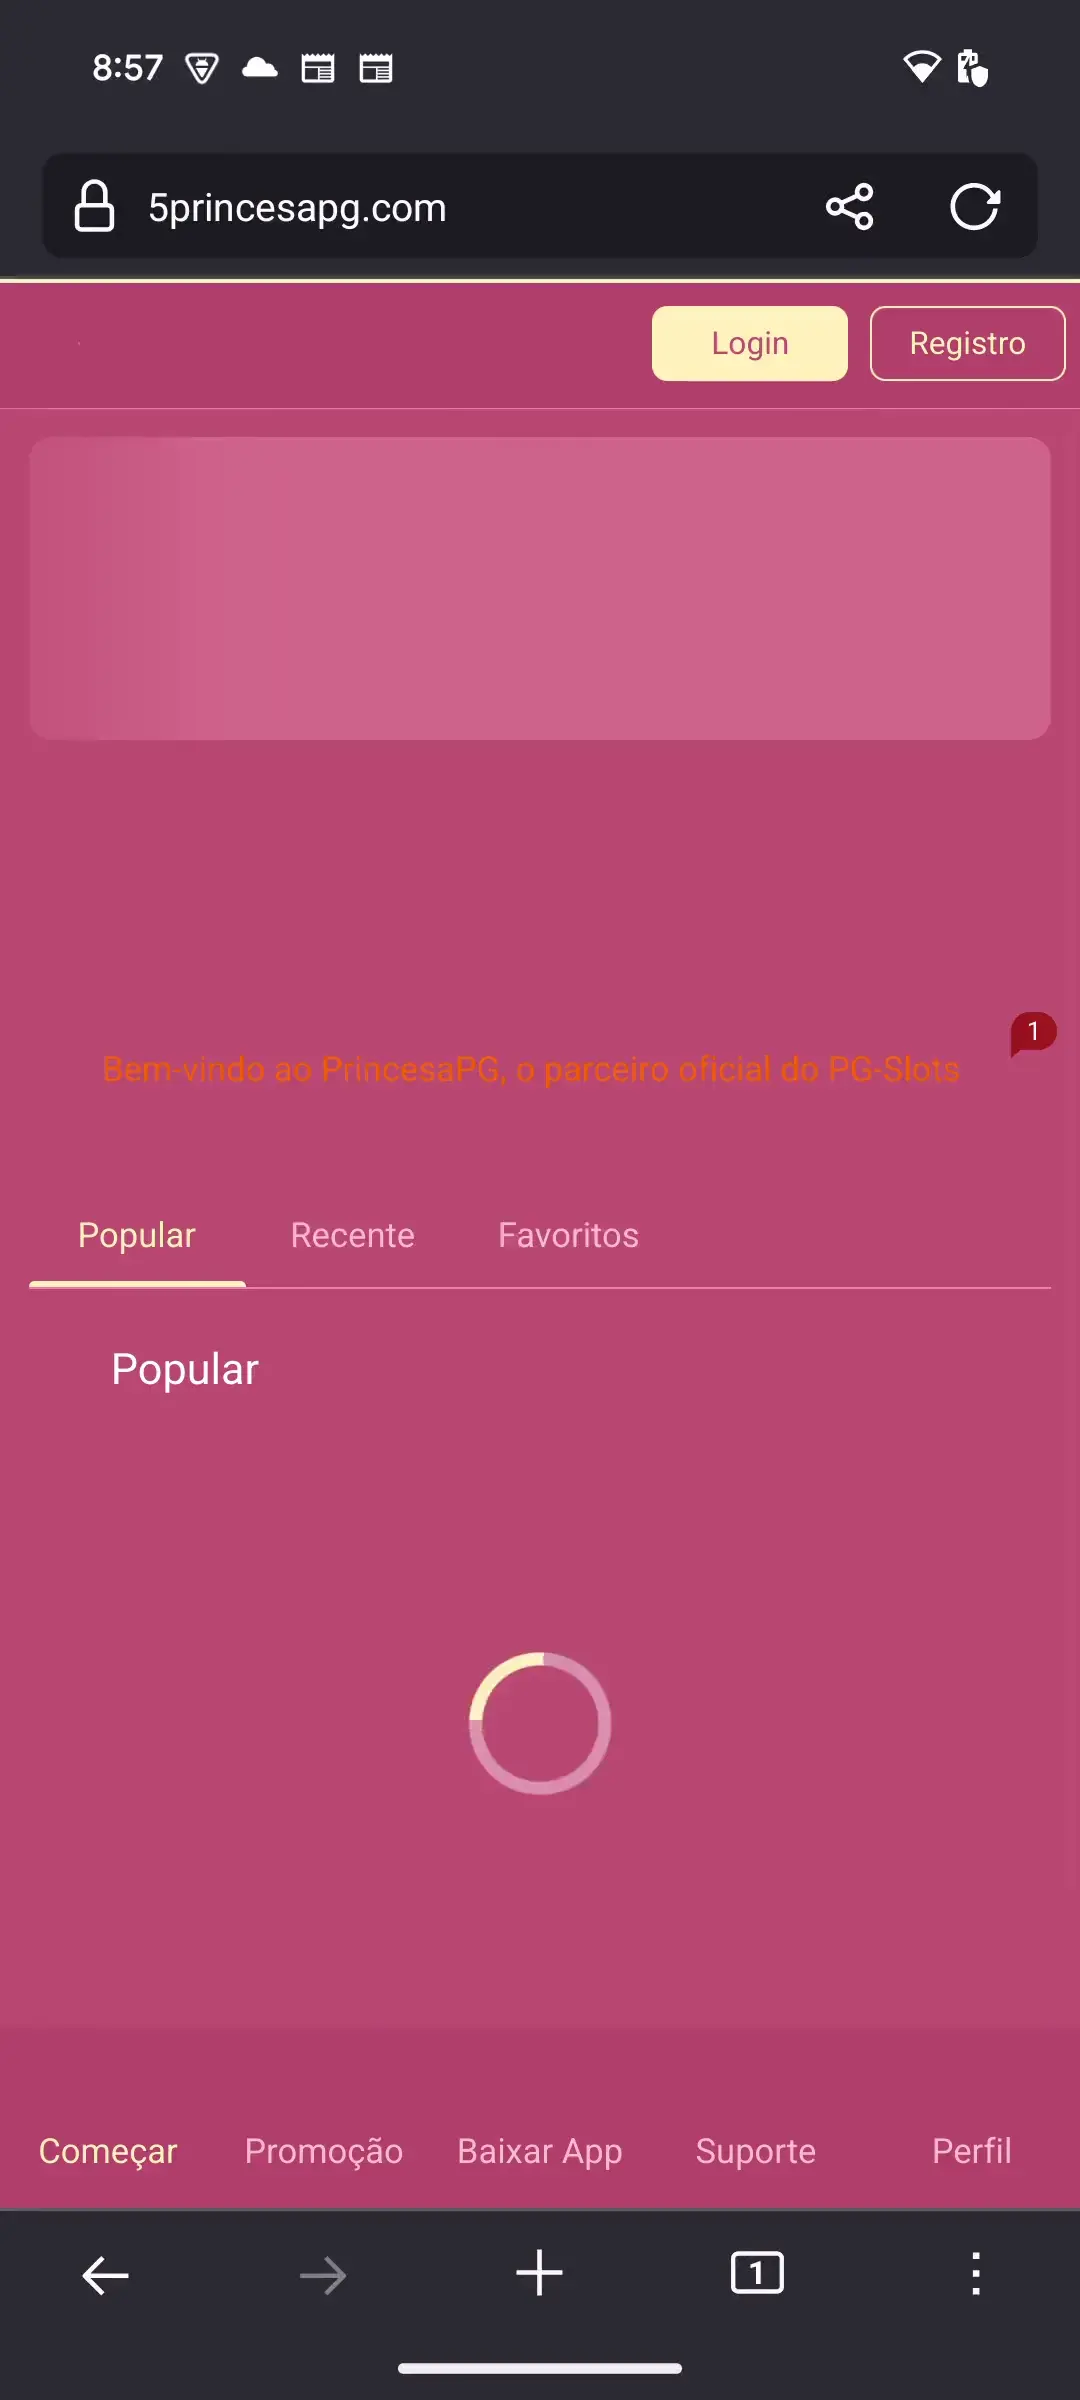 8:57
5princesapg.com
Login
Registro
1
Bem-vindo ao PrincesaPG, o parceiro oficial do PG-Slots
Popular
Recente
Favoritos
Popular
Começar
Promoção
Baixar App
Suporte
Perfil
1